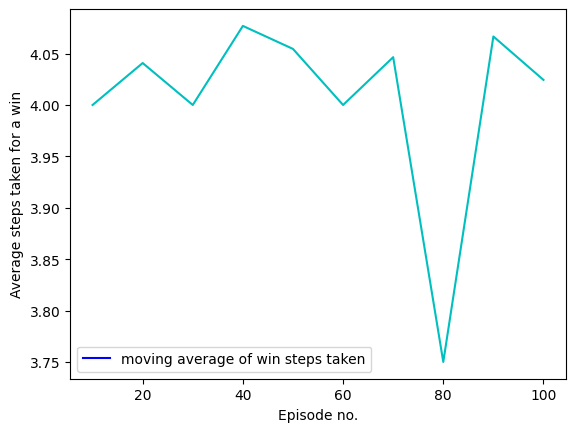 4.05
4.00
3.95
3.90
3.85
3.80
3.75
Average steps taken for a win
moving average of win steps taken
20 40 60 80 100
Episode no.